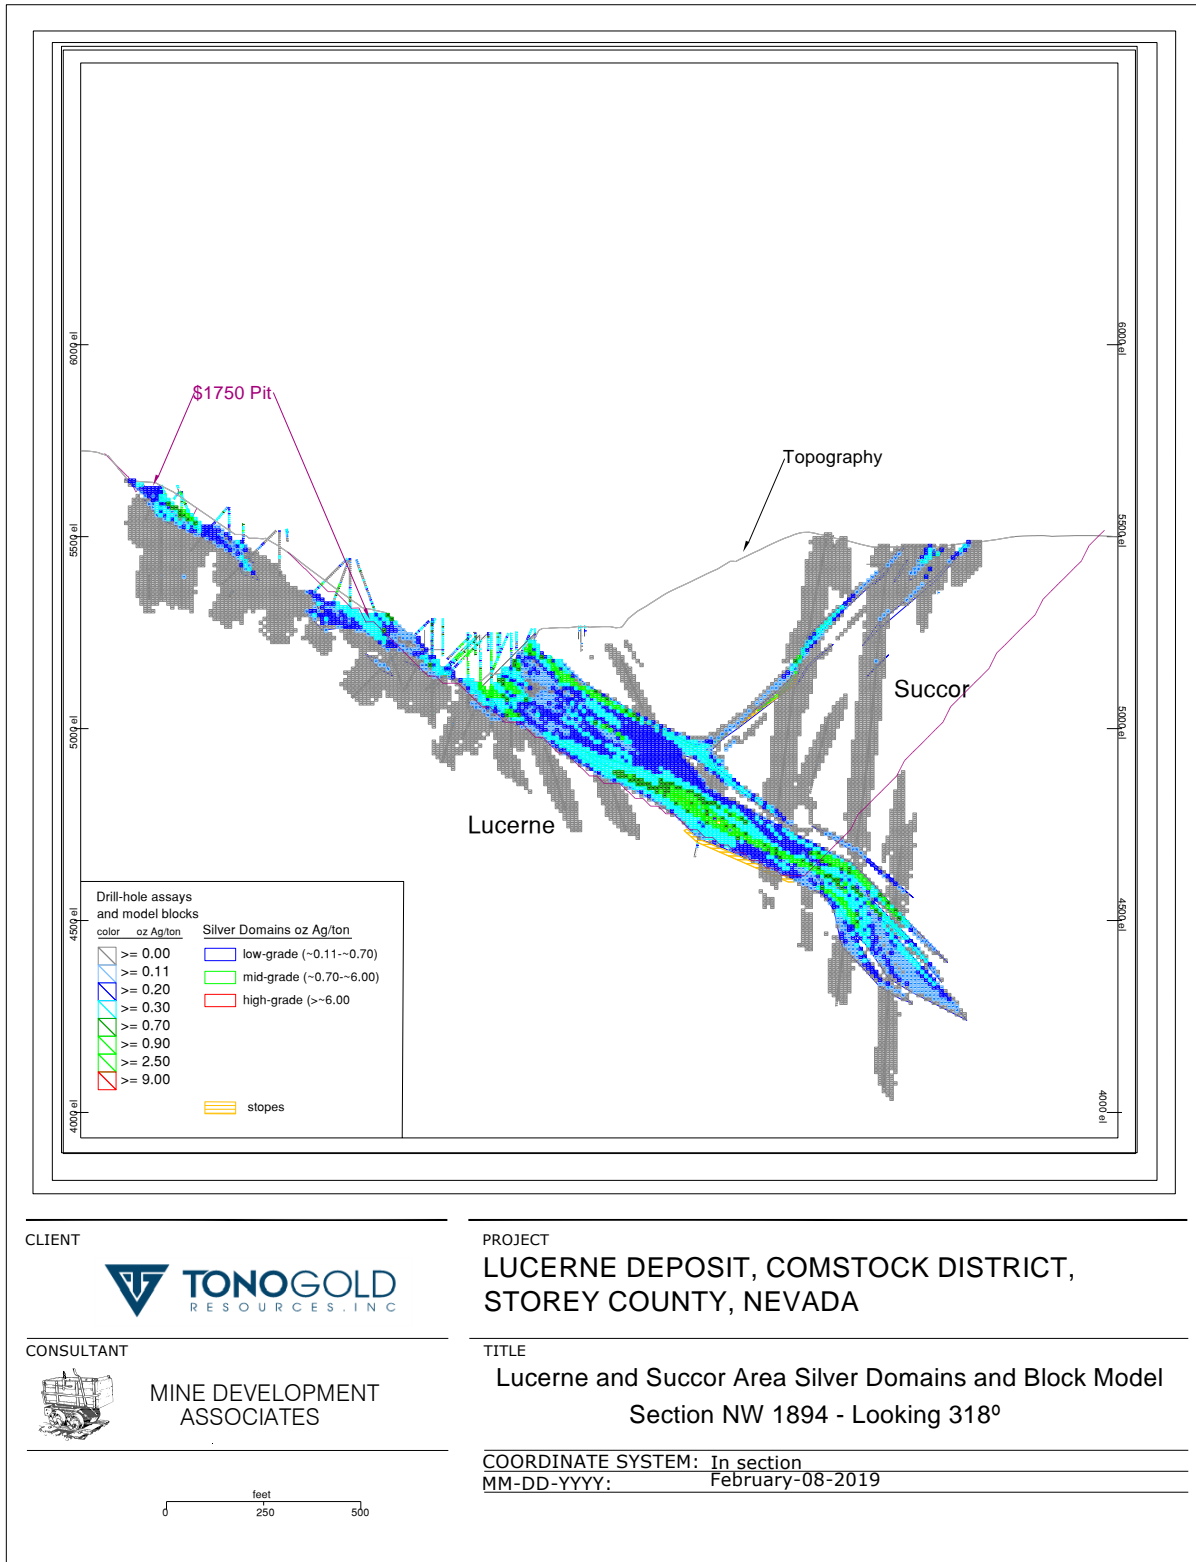 6000 el
6000 el
$1750 Pit
Topography
5500 el
5500 el
Succor
5000 el
5000 el
Lucerne
4500 el
4500 el
4000 el
4000 el
Drill-hole assays
and model blocks
color oz Ag/ton
>= 0.00
>= 0.11
>= 0.20
>= 0.30
>= 0.70
>= 0.90
>= 2.50
>= 9.00
Silver Domains oz Ag/ton
low-grade (~0.11-~0.70)
mid-grade (~0.70-~6.00)
high-grade (>~6.00
stopes
CLIENT
TONOGOLD
RESOURCES.INC
CONSULTANT
MINE DEVELOPMENT
ASSOCIATES
feet
0 250 500
PROJECT
LUCERNE DEPOSIT, COMSTOCK DISTRICT,
STOREY COUNTY, NEVADA
TITLE
Lucerne and Succor Area Silver Domains and Block Model
Section NW 1894 - Looking 318º
COORDINATE SYSTEM: In section
MM-DD-YYYY: February-08-2019